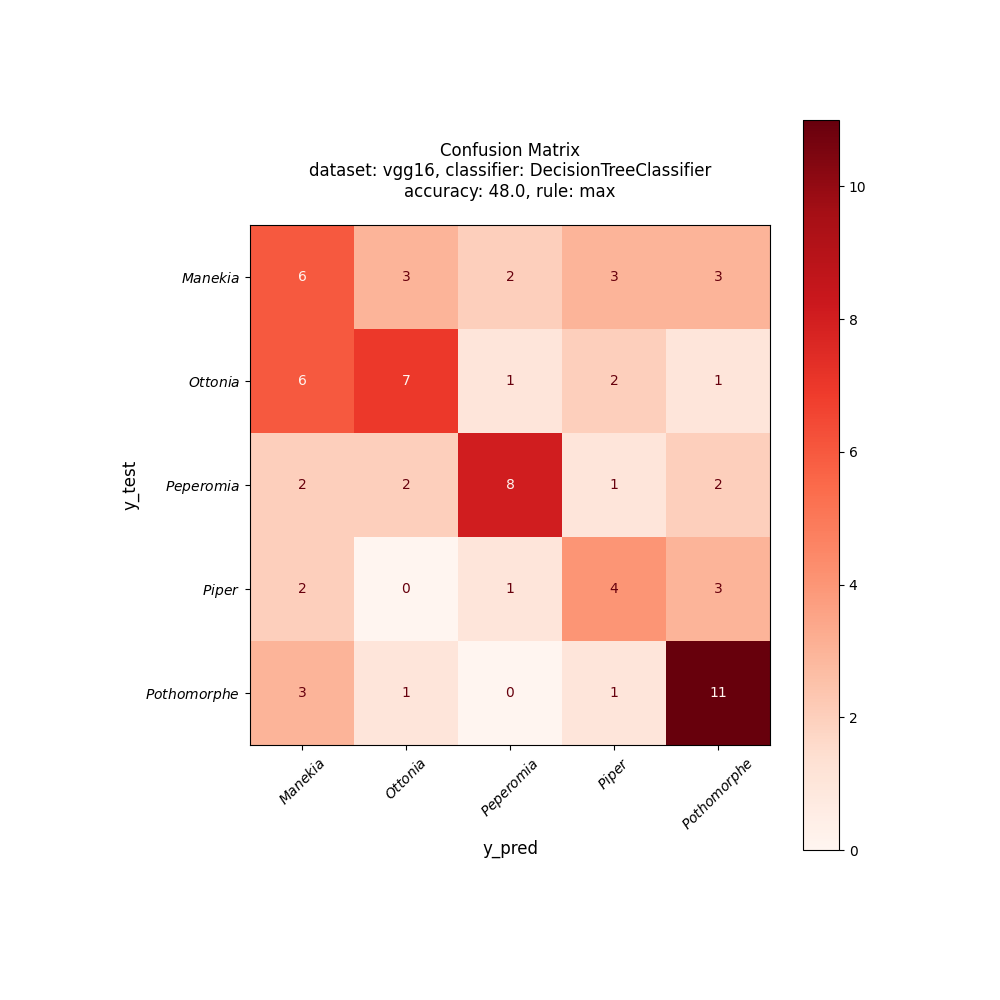 Confusion Matrix
dataset: vgg16, classifier: DecisionTreeClassifier
accuracy: 48.0, rule: max
Manekia 6 3 2 3 3
Ottonia 6 7 1 2 1
Peperomia 2 2 8 1 2
Piper 2 0 1 4 3
Pothomorphe 3 1 0 1 11
Manekia Ottonia Peperomia Piper Pothomorphe
y_pred
y_test
10
8
6
4
2
0